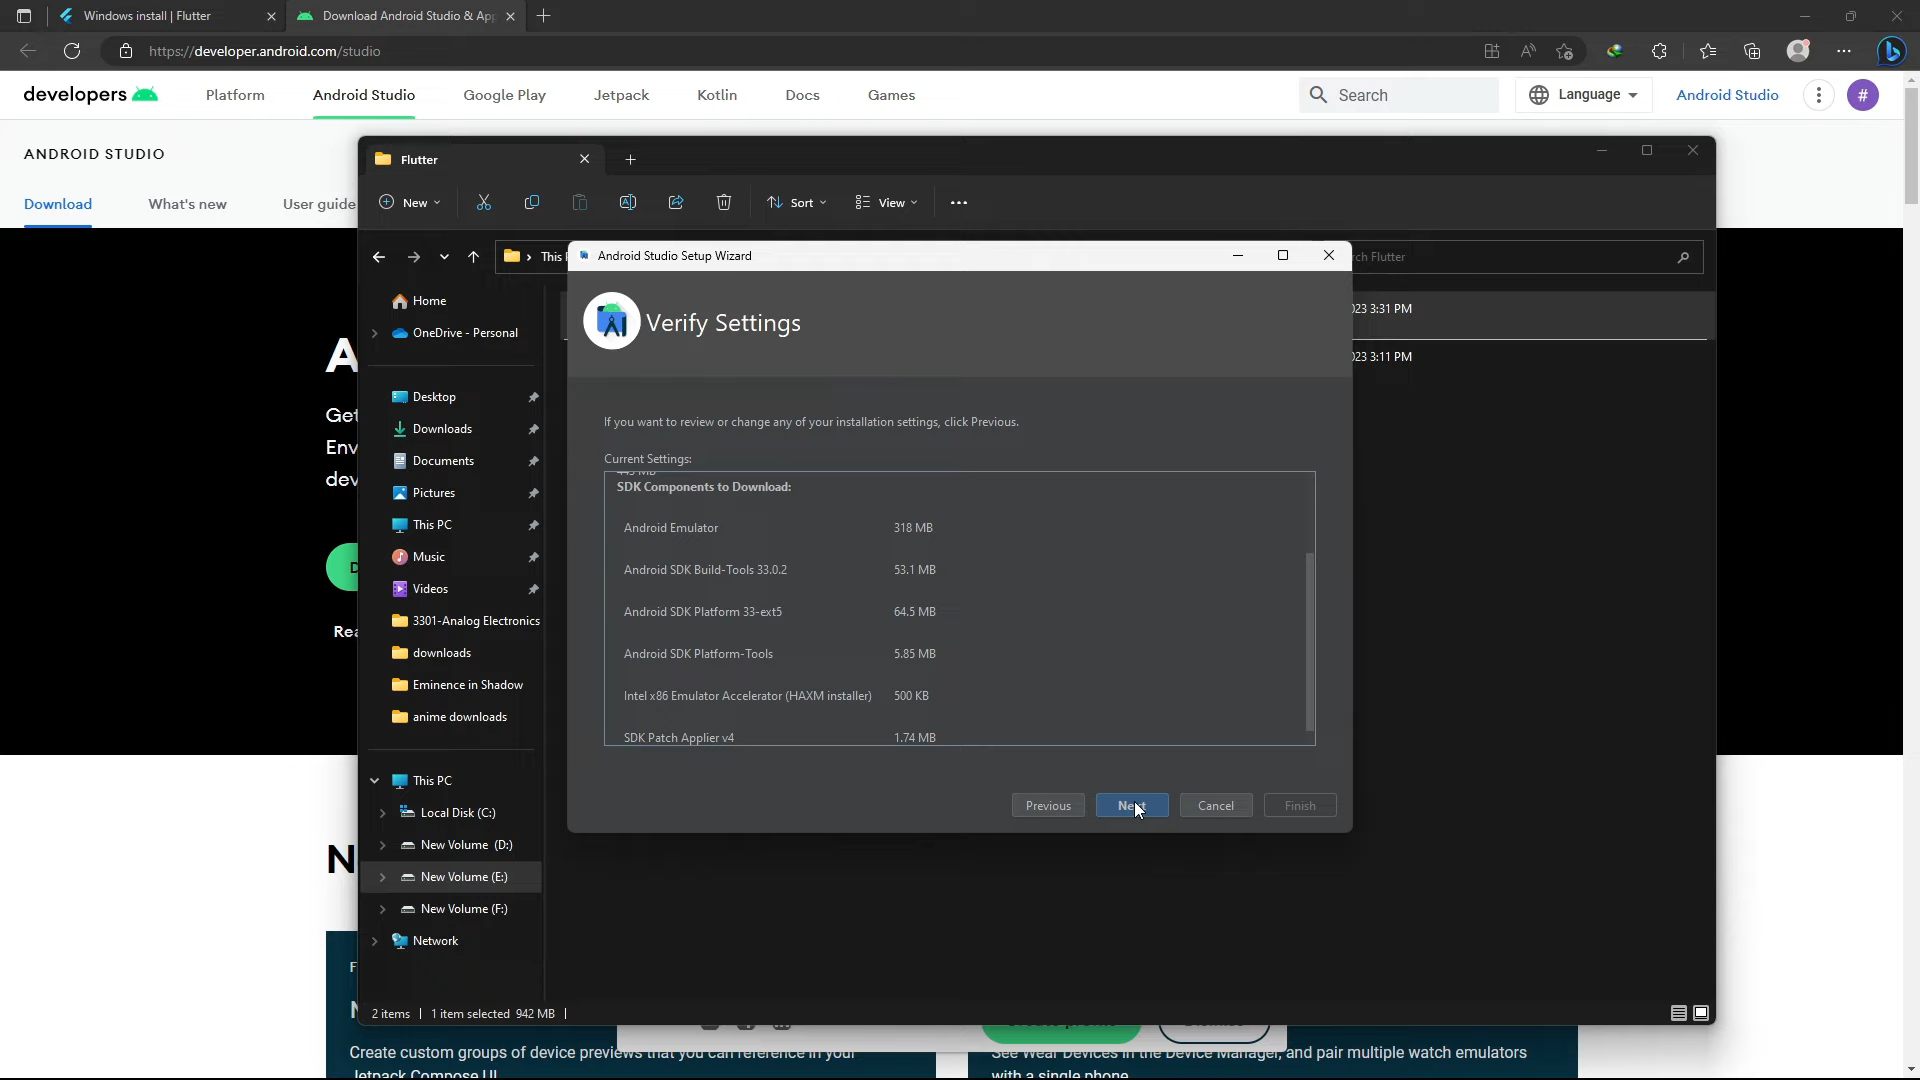 Windows install | Flutter
Download Android Studio & App
https://developer.android.com/studio
developers
Platform
Android Studio
Google Play
Jetpack
Kotlin
Docs
Games
Search
Language
Android Studio
#
ANDROID STUDIO
Download
What's new
User guide
Flutter
New
Sort
View
This
Flutter
Android Studio Setup Wizard
Verify Settings
If you want to review or change any of your installation settings, click Previous.
Current Settings:
SDK Components to Download:
Android Emulator 318 MB
Android SDK Build-Tools 33.0.2 53.1 MB
Android SDK Platform 33-ext5 64.5 MB
Android SDK Platform-Tools 5.85 MB
Intel x86 Emulator Accelerator (HAXM installer) 500 KB
SDK Patch Applier v4 1.74 MB
Previous
Next
Cancel
Finish
Home
OneDrive - Personal
Desktop
Downloads
Documents
Pictures
This PC
Music
Videos
3301-Analog Electronics
downloads
Eminence in Shadow
anime downloads
This PC
Local Disk (C:)
New Volume (D:)
New Volume (E:)
New Volume (F:)
Network
23 3:31 PM
23 3:11 PM
2 items
1 item selected 942 MB
Create custom groups of device previews that you can reference in your
Jetpack Compose UI
See Wear Devices in the Device Manager, and pair multiple watch emulators
with a single phone